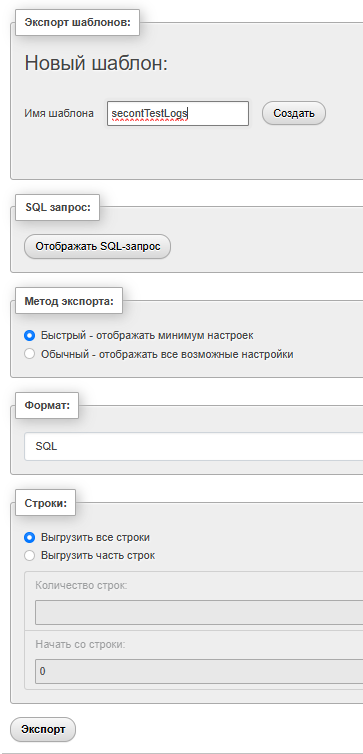 Экспорт шаблонов:
Новый шаблон:
Имя шаблона secontTestLogs Создать
SQL запрос:
Отображать SQL-запрос
Метод экспорта:
Быстрый - отображать минимум настроек
Обычный - отображать все возможные настройки
Формат:
SQL
Строки:
Выгрузить все строки
Выгрузить часть строк
Количество строк:
Начать со строки:
0
Экспорт